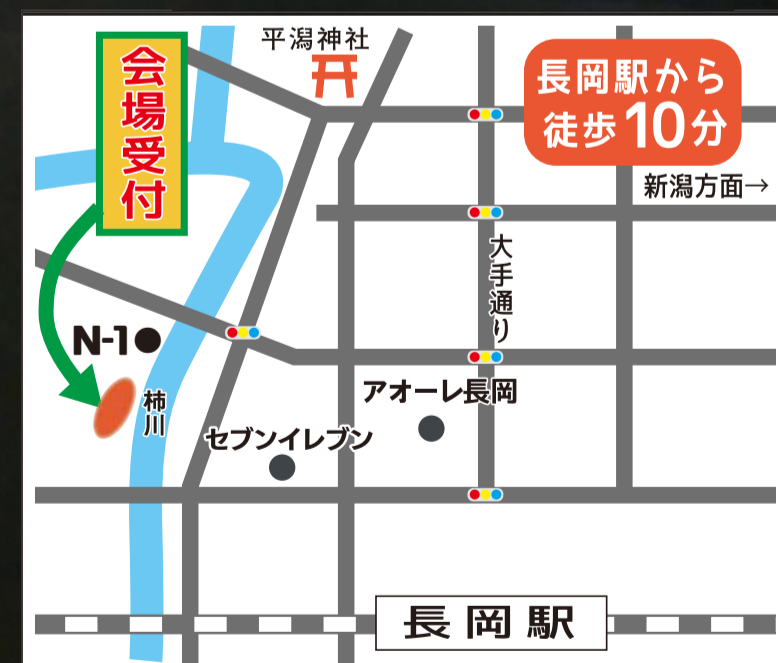 平潟神社
会場受付
長岡駅から
徒歩10分
新潟方面→
大手通り
N-1
柿川
アオーレ長岡
セブンイレブン
長岡駅